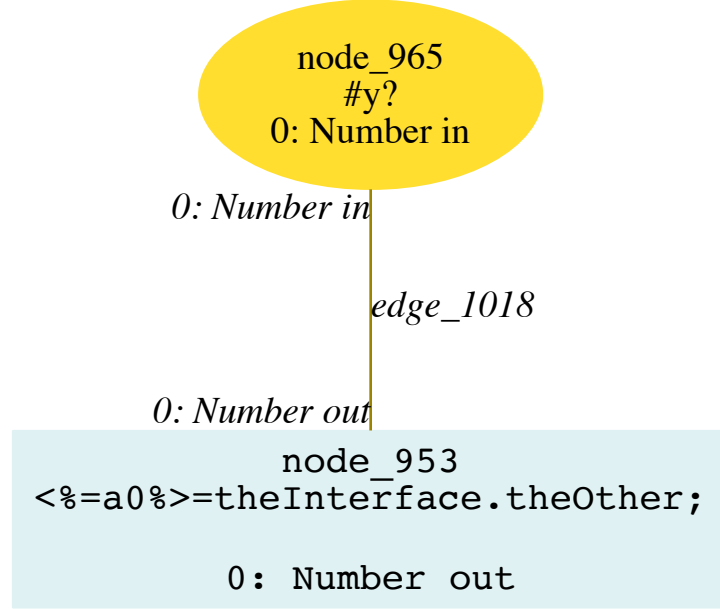 node_965
#y?
0: Number in
0: Number in
edge_1018
0: Number out
node_953
<%=a0%>=theInterface.theOther;
0: Number out